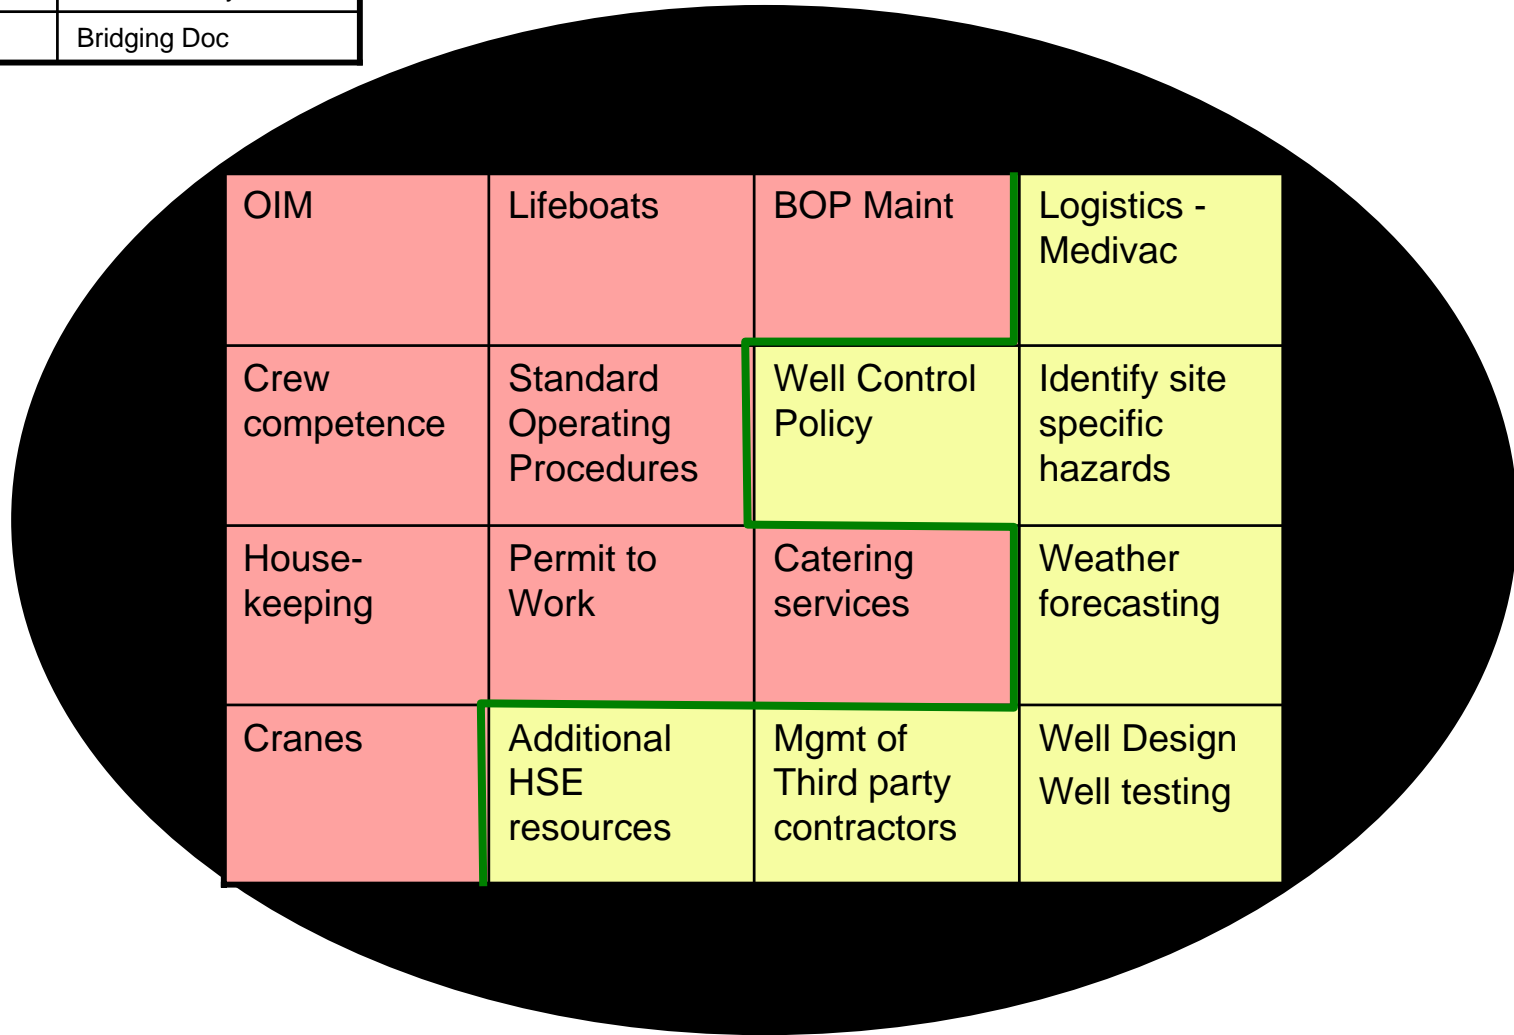 Bridging Doc
OIM
Lifeboats
BOP Maint
Logistics -
Medivac
Crew
competence
Standard
Operating
Procedures
Well Control
Policy
Identify site
specific
hazards
House-
keeping
Permit to
Work
Catering
services
Weather
forecasting
Cranes
Additional
HSE
resources
Mgmt of
Third party
contractors
Well Design
Well testing